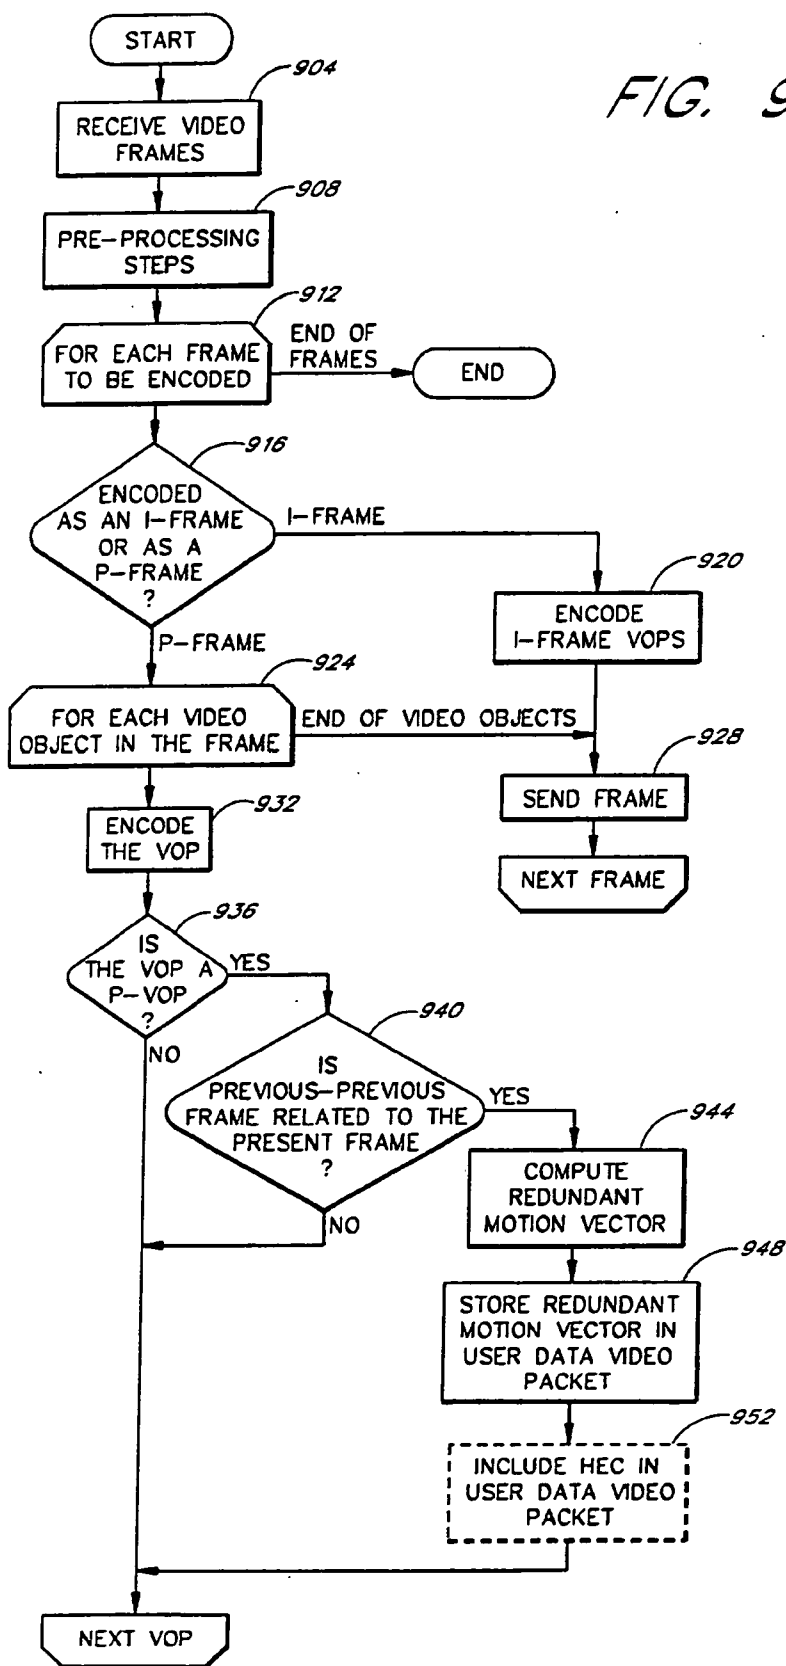 START
FIG. 9
904
RECEIVE VIDEO
FRAMES
908
PRE-PROCESSING
STEPS
912
FOR EACH FRAME
TO BE ENCODED
END OF
FRAMES
END
916
ENCODED
AS AN I-FRAME
OR AS A
P-FRAME
?
I-FRAME
P-FRAME
920
ENCODE
I-FRAME VOPS
924
FOR EACH VIDEO
OBJECT IN THE FRAME
END OF VIDEO OBJECTS
928
SEND FRAME
NEXT FRAME
932
ENCODE
THE VOP
936
IS
THE VOP A
P-VOP
?
YES
NO
940
IS
PREVIOUS-PREVIOUS
FRAME RELATED TO THE
PRESENT FRAME
?
YES
NO
944
COMPUTE
REDUNDANT
MOTION VECTOR
948
STORE REDUNDANT
MOTION VECTOR IN
USER DATA VIDEO
PACKET
952
INCLUDE HEC IN
USER DATA VIDEO
PACKET
NEXT VOP